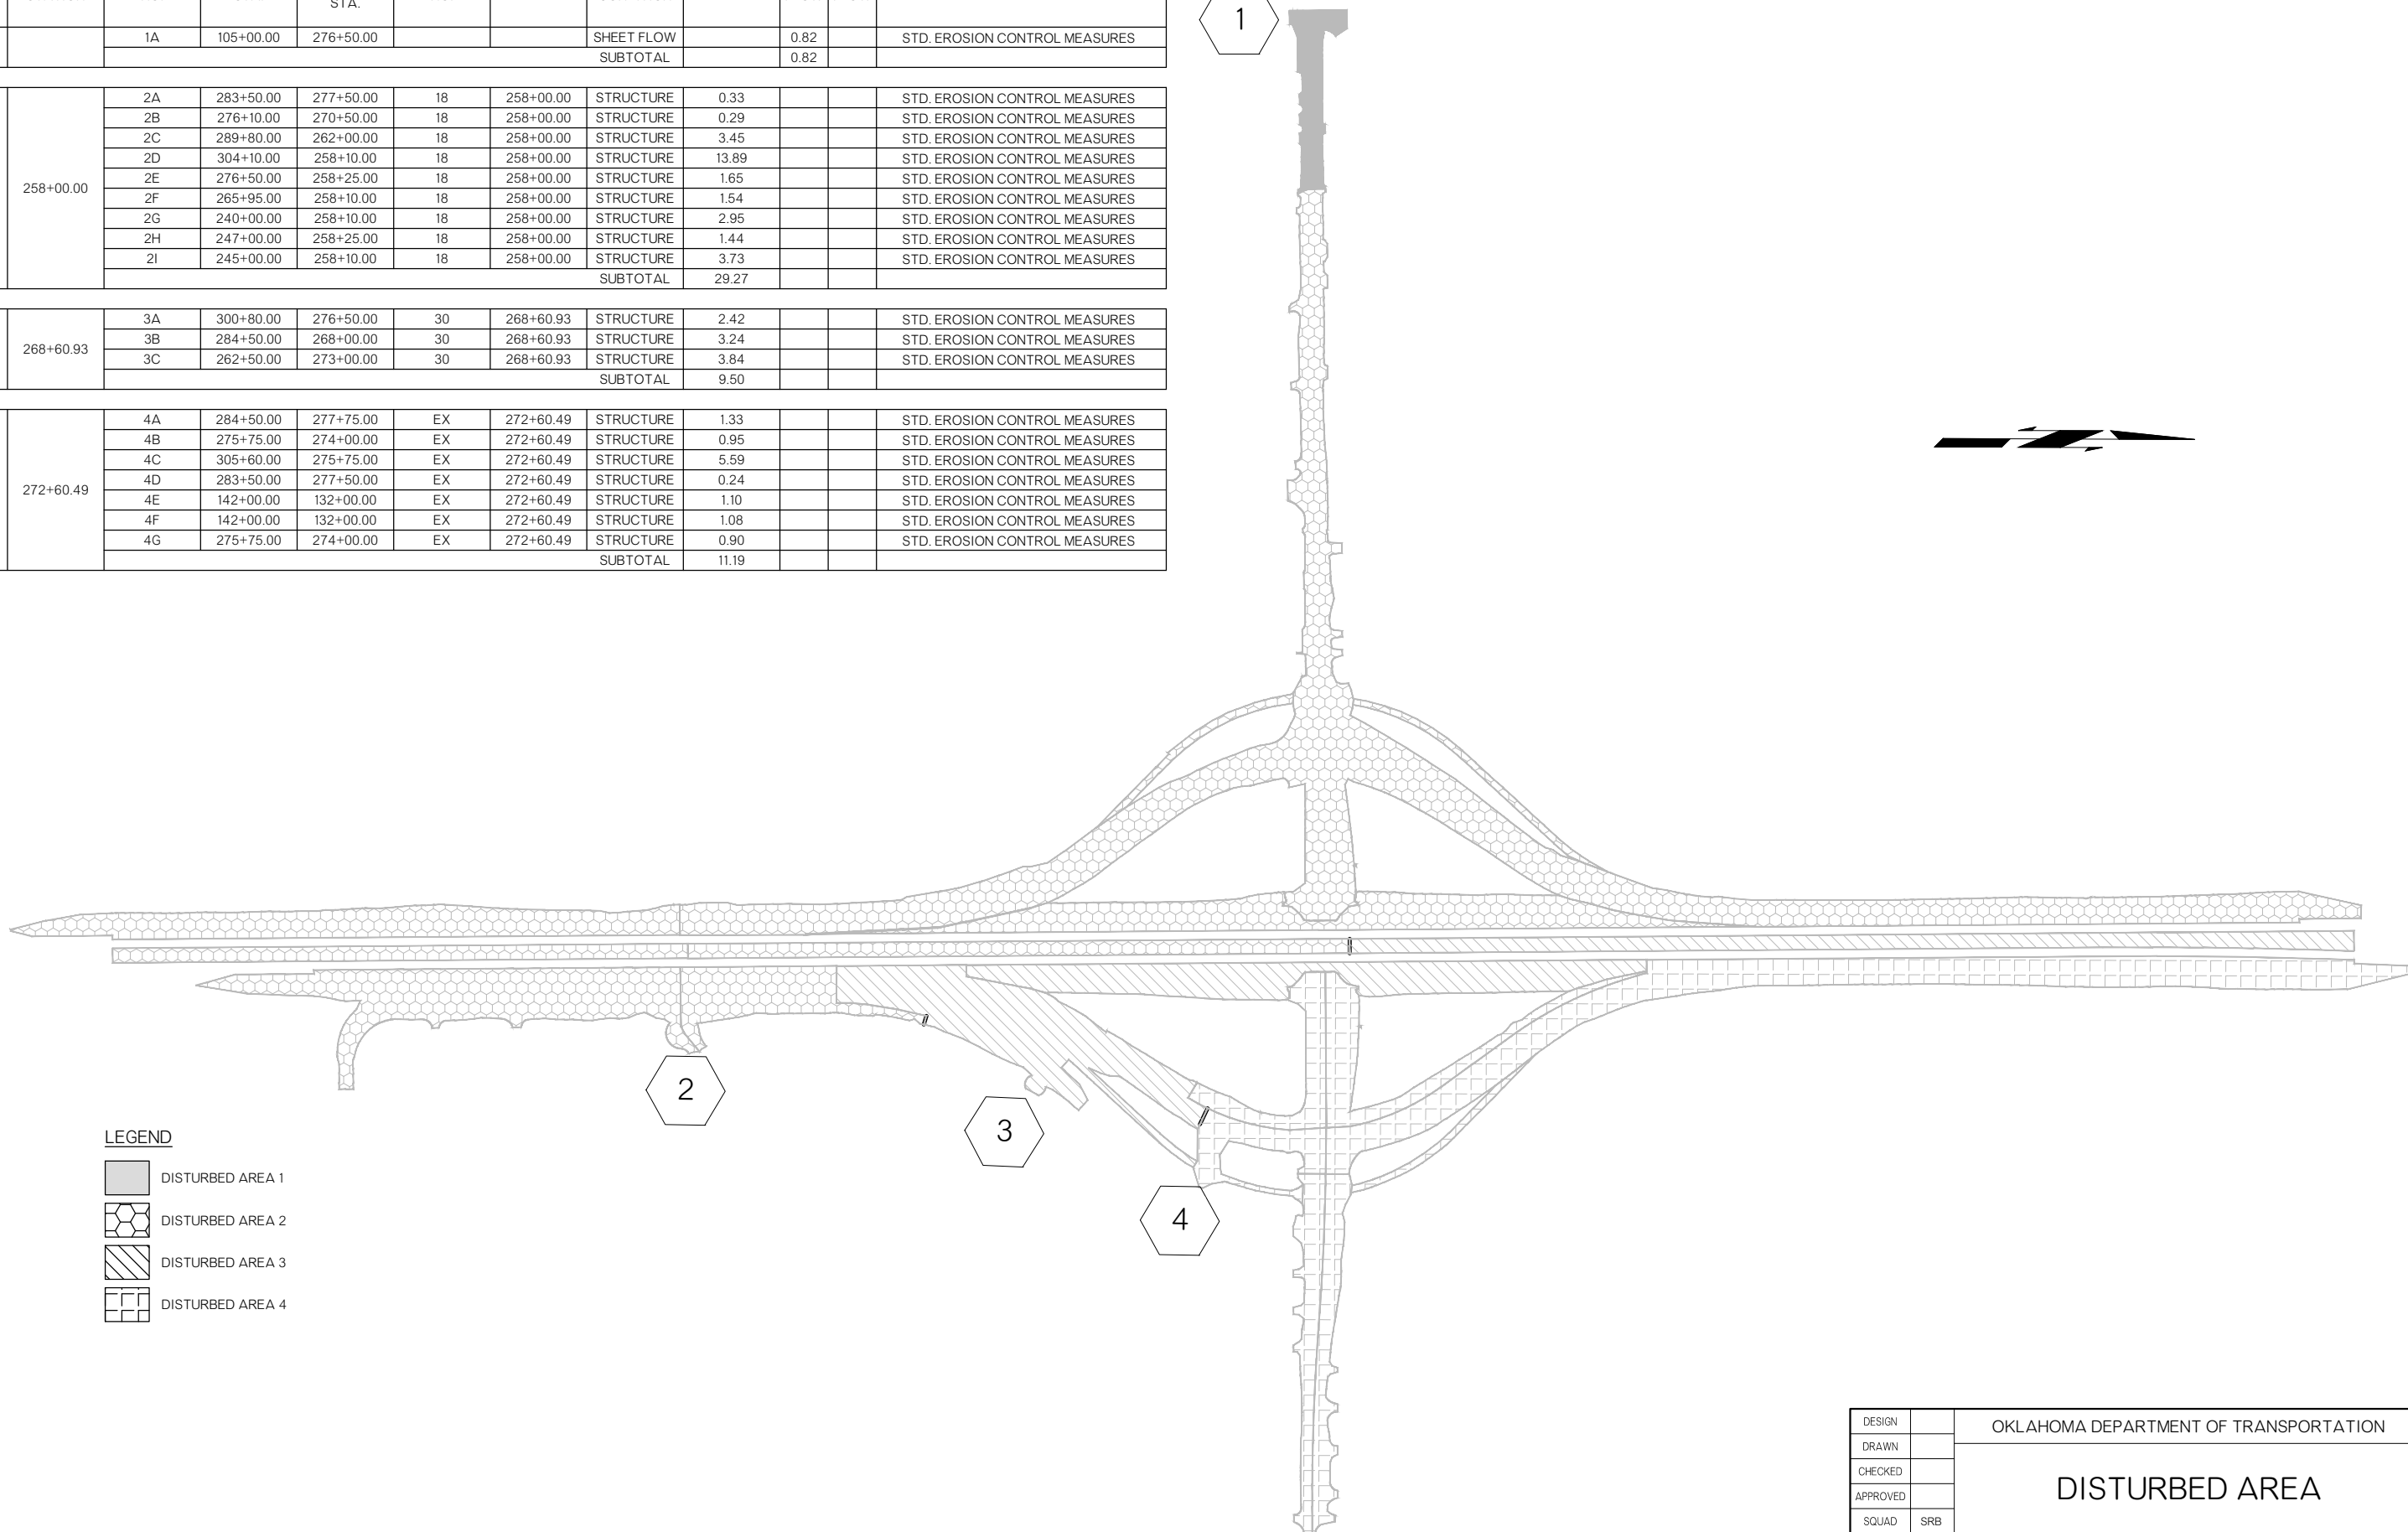 STA.
1A 105+00.00 276+50.00 SHEET FLOW 0.82 STD. EROSION CONTROL MEASURES
SUBTOTAL 0.82
258+00.00
2A 283+50.00 277+50.00 18 258+00.00 STRUCTURE 0.33 STD. EROSION CONTROL MEASURES
2B 276+10.00 270+50.00 18 258+00.00 STRUCTURE 0.29 STD. EROSION CONTROL MEASURES
2C 289+80.00 262+00.00 18 258+00.00 STRUCTURE 3.45 STD. EROSION CONTROL MEASURES
2D 304+10.00 258+10.00 18 258+00.00 STRUCTURE 13.89 STD. EROSION CONTROL MEASURES
2E 276+50.00 258+25.00 18 258+00.00 STRUCTURE 1.65 STD. EROSION CONTROL MEASURES
2F 265+95.00 258+10.00 18 258+00.00 STRUCTURE 1.54 STD. EROSION CONTROL MEASURES
2G 240+00.00 258+10.00 18 258+00.00 STRUCTURE 2.95 STD. EROSION CONTROL MEASURES
2H 247+00.00 258+25.00 18 258+00.00 STRUCTURE 1.44 STD. EROSION CONTROL MEASURES
2I 245+00.00 258+10.00 18 258+00.00 STRUCTURE 3.73 STD. EROSION CONTROL MEASURES
SUBTOTAL 29.27
268+60.93
3A 300+80.00 276+50.00 30 268+60.93 STRUCTURE 2.42 STD. EROSION CONTROL MEASURES
3B 284+50.00 268+00.00 30 268+60.93 STRUCTURE 3.24 STD. EROSION CONTROL MEASURES
3C 262+50.00 273+00.00 30 268+60.93 STRUCTURE 3.84 STD. EROSION CONTROL MEASURES
SUBTOTAL 9.50
272+60.49
4A 284+50.00 277+75.00 EX 272+60.49 STRUCTURE 1.33 STD. EROSION CONTROL MEASURES
4B 275+75.00 274+00.00 EX 272+60.49 STRUCTURE 0.95 STD. EROSION CONTROL MEASURES
4C 305+60.00 275+75.00 EX 272+60.49 STRUCTURE 5.59 STD. EROSION CONTROL MEASURES
4D 283+50.00 277+50.00 EX 272+60.49 STRUCTURE 0.24 STD. EROSION CONTROL MEASURES
4E 142+00.00 132+00.00 EX 272+60.49 STRUCTURE 1.10 STD. EROSION CONTROL MEASURES
4F 142+00.00 132+00.00 EX 272+60.49 STRUCTURE 1.08 STD. EROSION CONTROL MEASURES
4G 275+75.00 274+00.00 EX 272+60.49 STRUCTURE 0.90 STD. EROSION CONTROL MEASURES
SUBTOTAL 11.19
1
2
3
4
LEGEND
DISTURBED AREA 1
DISTURBED AREA 2
DISTURBED AREA 3
DISTURBED AREA 4
DESIGN
DRAWN
CHECKED
APPROVED
SQUAD SRB
OKLAHOMA DEPARTMENT OF TRANSPORTATION
DISTURBED AREA